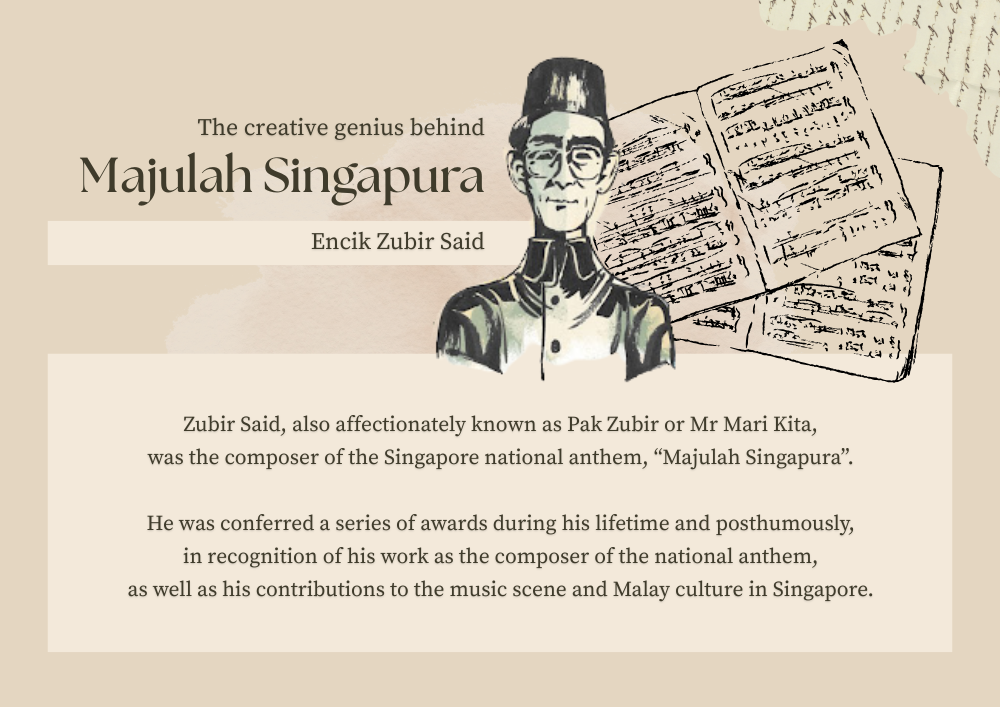 The creative genius behind
Majulah Singapura
Encik Zubir Said
Zubir Said, also affectionately known as Pak Zubir or Mr Mari Kita,
was the composer of the Singapore national anthem, “Majulah Singapura”.
He was conferred a series of awards during his lifetime and posthumously,
in recognition of his work as the composer of the national anthem,
as well as his contributions to the music scene and Malay culture in Singapore.